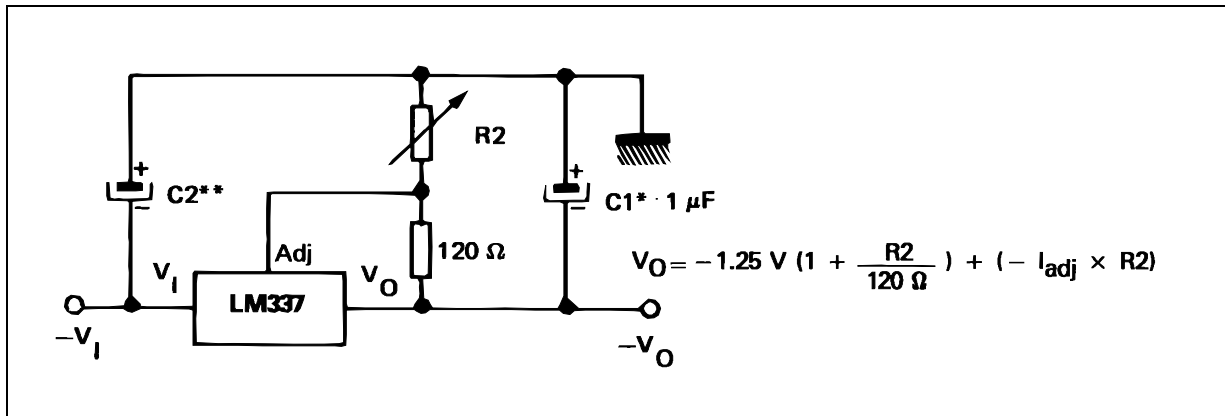 R2
+
C2**
−
+
C1* · 1 μF
−
Adj
120 Ω
V_I
V_O
LM337
−V_I
−V_O
V_O = − 1.25 V (1 + R2 / 120 Ω ) + (− I_adj × R2)